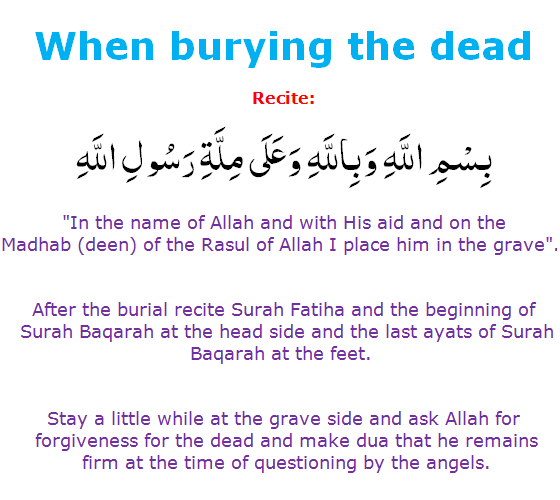 When burying the dead
Recite:
بِسْمِ اللَّهِ وَبِاللَّهِ وَعَلَى مِلَّةِ رَسُولِ اللَّهِ
"In the name of Allah and with His aid and on the
Madhab (deen) of the Rasul of Allah I place him in the grave".
After the burial recite Surah Fatiha and the beginning of
Surah Baqarah at the head side and the last ayats of Surah
Baqarah at the feet.
Stay a little while at the grave side and ask Allah for
forgiveness for the dead and make dua that he remains
firm at the time of questioning by the angels.